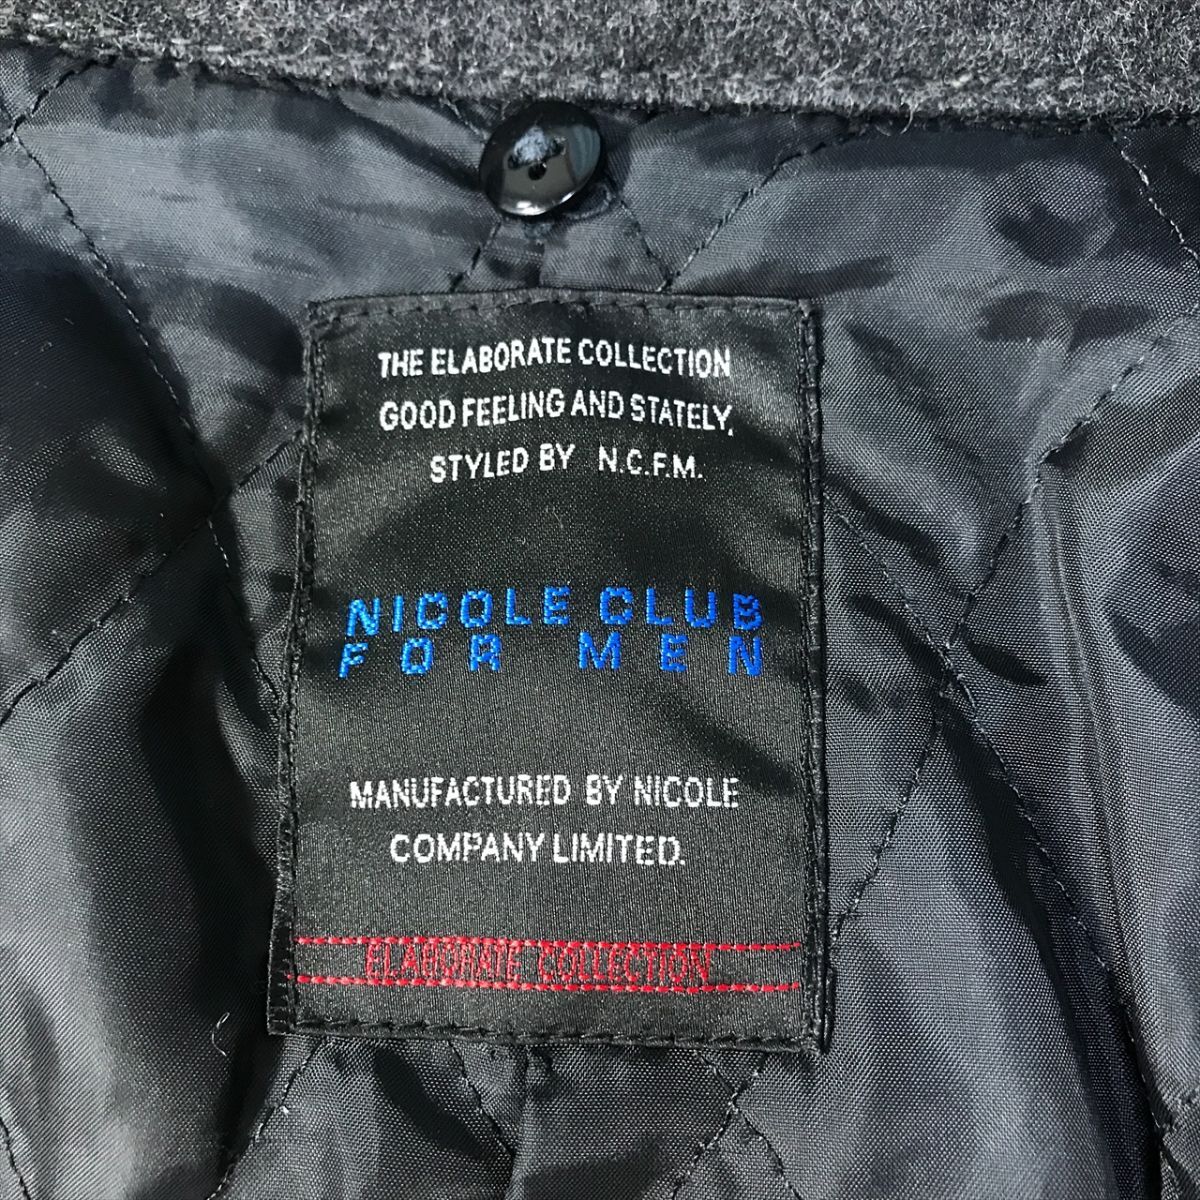 THE ELABORATE COLLECTION
GOOD FEELING AND STATELY.
STYLED BY N.C.F.M.
NICOLE CLUB
FOR MEN
MANUFACTURED BY NICOLE
COMPANY LIMITED.
ELABORATE COLLECTION